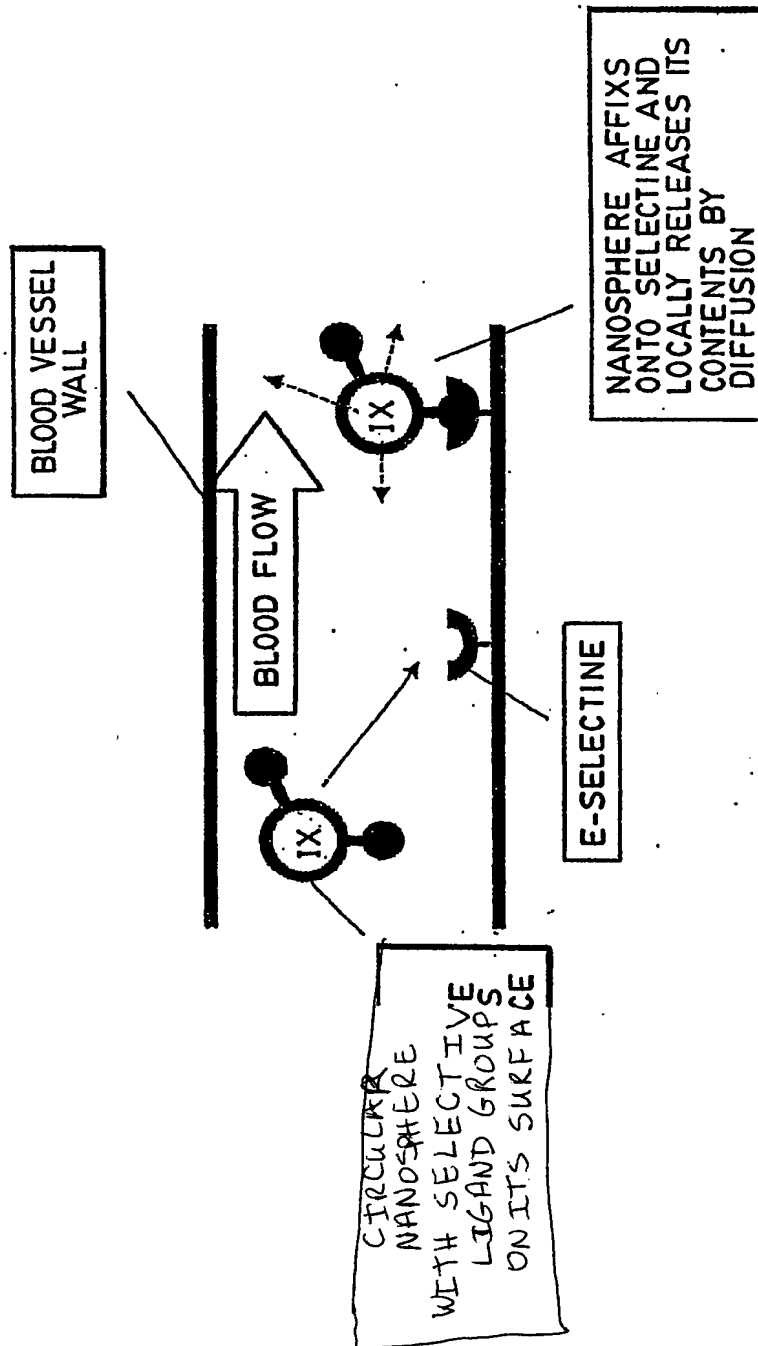 BLOOD VESSEL
WALL
BLOOD FLOW
IX
IX
CIRCULAR
NANOSPHERE
WITH SELECTIVE
LIGAND GROUPS
ON ITS SURFACE
E-SELECTINE
NANOSPHERE AFFIXS
ONTO SELECTINE AND
LOCALLY RELEASES ITS
CONTENTS BY
DIFFUSION